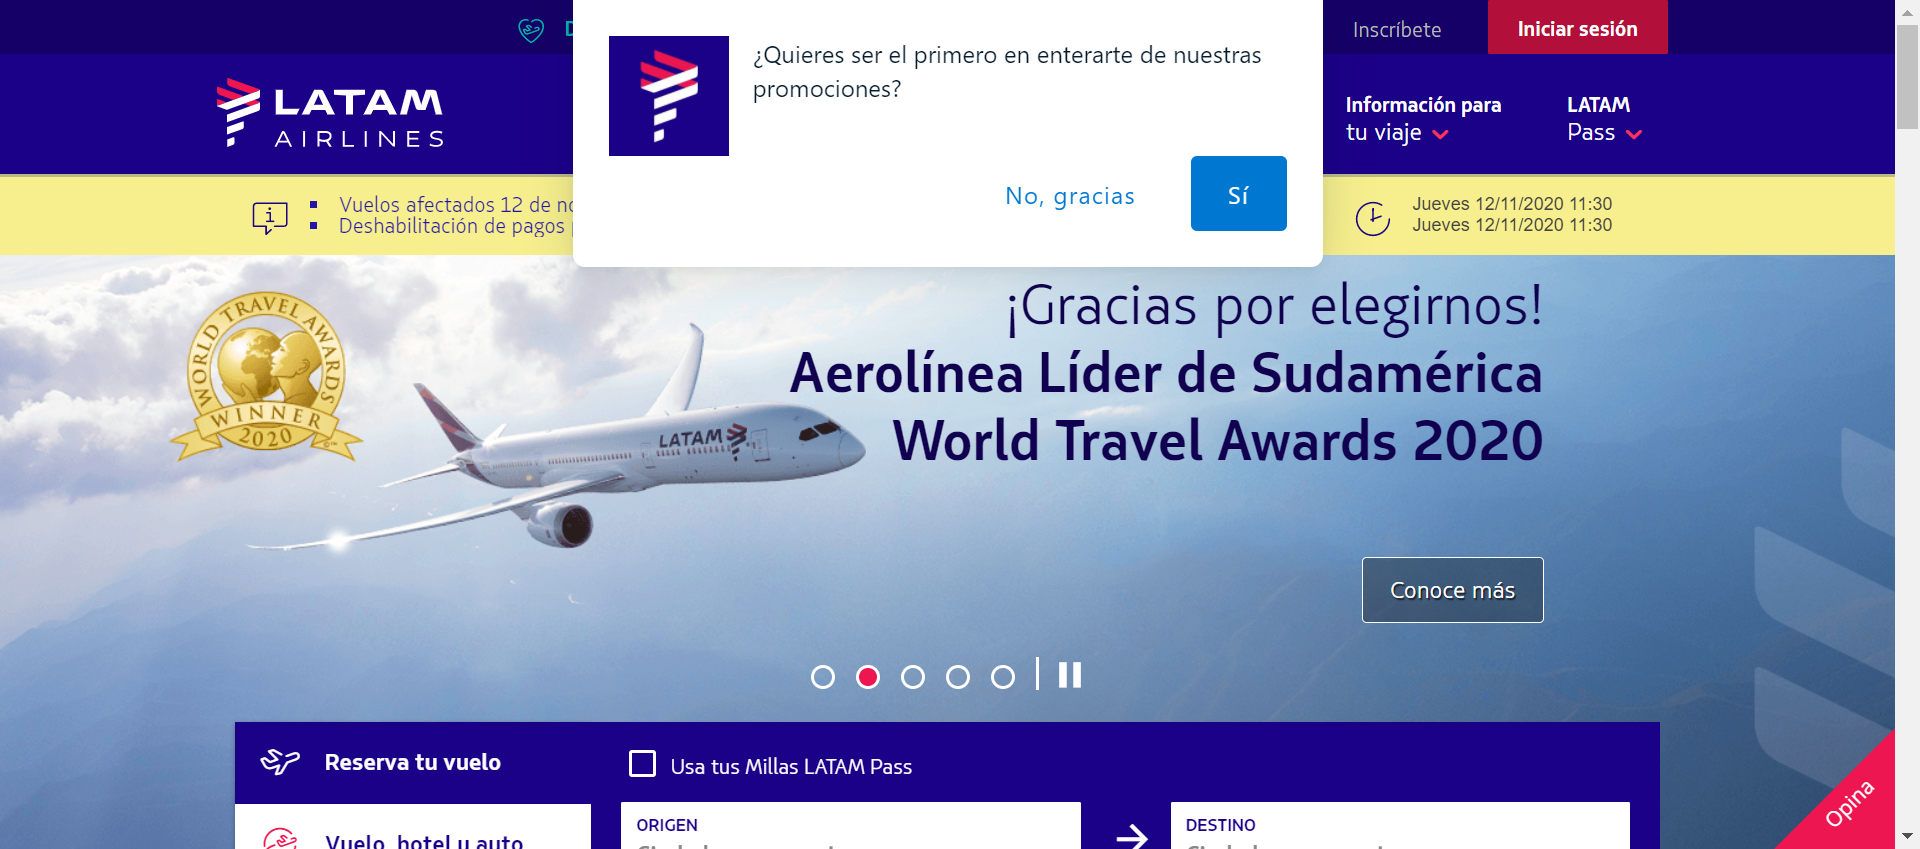 Inscríbete
Iniciar sesión
¿Quieres ser el primero en enterarte de nuestras
promociones?
No, gracias
Sí
LATAM
AIRLINES
Información para
tu viaje
LATAM
Pass
Vuelos afectados 12 de
Deshabilitación de pagos
Jueves 12/11/2020 11:30
Jueves 12/11/2020 11:30
WORLD TRAVEL AWARDS
WINNER
2020
LATAM
¡Gracias por elegirnos!
Aerolínea Líder de Sudamérica
World Travel Awards 2020
Conoce más
Reserva tu vuelo
Usa tus Millas LATAM Pass
Vuelo, hotel y auto
ORIGEN
DESTINO
Opina